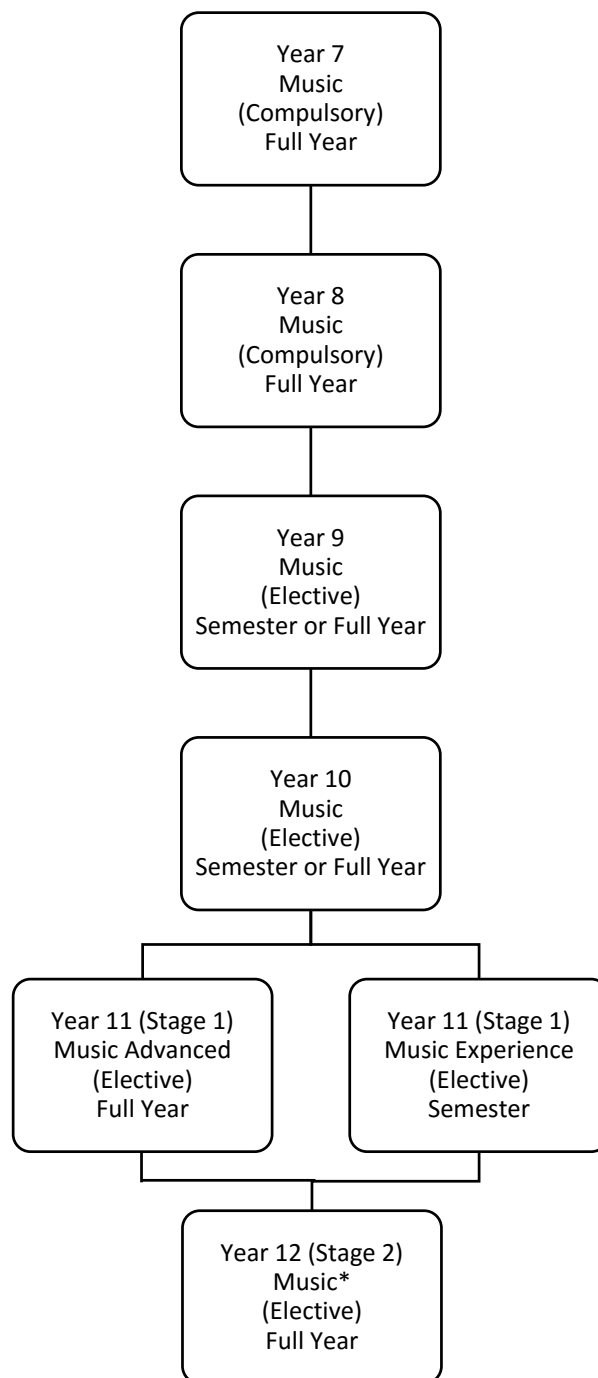 Year 7
Music
(Compulsory)
Full Year
Year 8
Music
(Compulsory)
Full Year
Year 9
Music
(Elective)
Semester or Full Year
Year 10
Music
(Elective)
Semester or Full Year
Year 11 (Stage 1)
Music Advanced
(Elective)
Full Year
Year 11 (Stage 1)
Music Experience
(Elective)
Semester
Year 12 (Stage 2)
Music*
(Elective)
Full Year